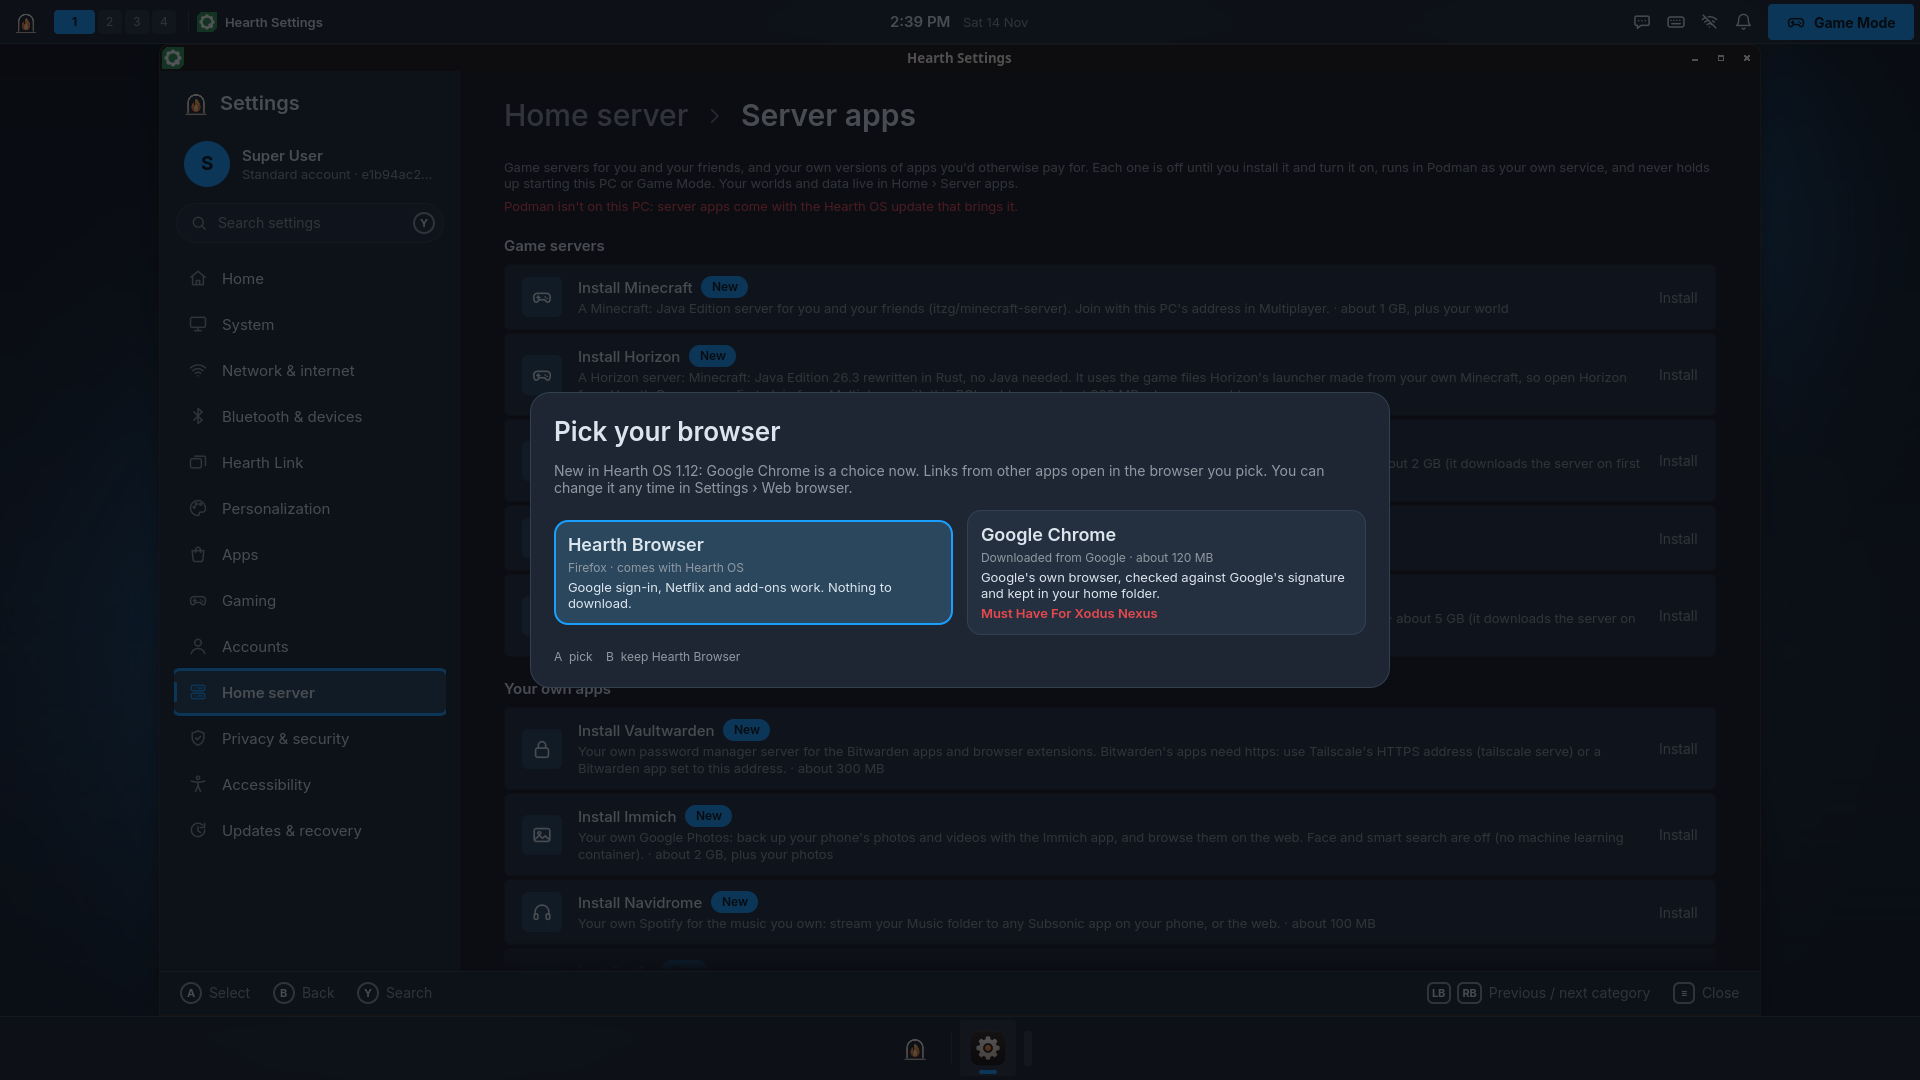 1 2 3 4 Hearth Settings 2:39 PM Sat 14 Nov Game Mode
Hearth Settings
Settings
S Super User
Standard account · e1b94ac2...
Search settings Y
Home
System
Network & internet
Bluetooth & devices
Hearth Link
Personalization
Apps
Gaming
Accounts
Home server
Privacy & security
Accessibility
Updates & recovery
Home server › Server apps
Game servers for you and your friends, and your own versions of apps you'd otherwise pay for. Each one is off until you install it and turn it on, runs in Podman as your own service, and never holds
up starting this PC or Game Mode. Your worlds and data live in Home › Server apps.
Podman isn't on this PC: server apps come with the Hearth OS update that brings it.
Game servers
Install Minecraft New
A Minecraft: Java Edition server for you and your friends (itzg/minecraft-server). Join with this PC's address in Multiplayer. · about 1 GB, plus your world
Install
Install Horizon New
A Horizon server: Minecraft: Java Edition 26.3 rewritten in Rust, no Java needed. It uses the game files Horizon's launcher made from your own Minecraft, so open Horizon
Install
out 2 GB (it downloads the server on first
Install
Install
· about 5 GB (it downloads the server on
Install
Pick your browser
New in Hearth OS 1.12: Google Chrome is a choice now. Links from other apps open in the browser you pick. You can
change it any time in Settings › Web browser.
Hearth Browser
Firefox · comes with Hearth OS
Google sign-in, Netflix and add-ons work. Nothing to
download.
Google Chrome
Downloaded from Google · about 120 MB
Google's own browser, checked against Google's signature
and kept in your home folder.
Must Have For Xodus Nexus
A pick B keep Hearth Browser
Your own apps
Install Vaultwarden New
Your own password manager server for the Bitwarden apps and browser extensions. Bitwarden's apps need https: use Tailscale's HTTPS address (tailscale serve) or a
Bitwarden app set to this address. · about 300 MB
Install
Install Immich New
Your own Google Photos: back up your phone's photos and videos with the Immich app, and browse them on the web. Face and smart search are off (no machine learning
container). · about 2 GB, plus your photos
Install
Install Navidrome New
Your own Spotify for the music you own: stream your Music folder to any Subsonic app on your phone, or the web. · about 100 MB
Install
A Select B Back Y Search LB RB Previous / next category ≡ Close